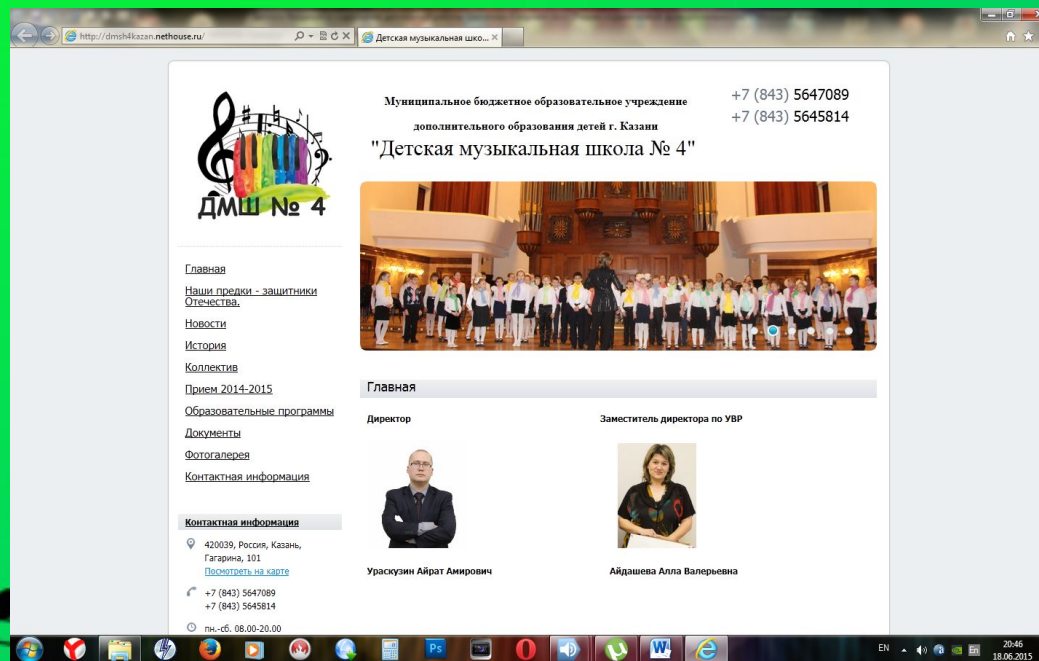 http://dmsh4kazan.nethouse.ru/
Детская музыкальная шко...
ДМШ № 4
Муниципальное бюджетное образовательное учреждение
дополнительного образования детей г. Казани
"Детская музыкальная школа № 4"
+7 (843) 5647089
+7 (843) 5645814
Главная
Наши предки - защитники
Отечества.
Новости
История
Коллектив
Прием 2014-2015
Образовательные программы
Документы
Фотогалерея
Контактная информация
Контактная информация
420039, Россия, Казань,
Гагарина, 101
Посмотреть на карте
+7 (843) 5647089
+7 (843) 5645814
пн.-сб. 08.00-20.00
Главная
Директор
Заместитель директора по УВР
Ураскузин Айрат Амирович
Айдашева Алла Валерьевна
Ps
W
EN
En
20:46
18.06.2015